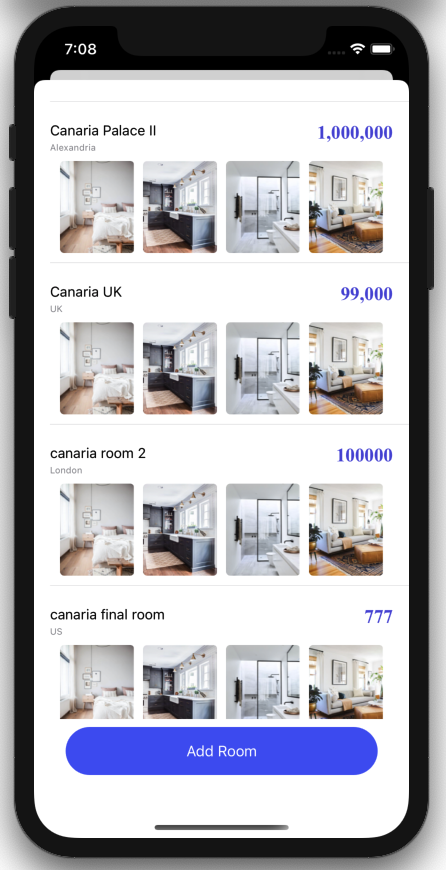 7:08
Canaria Palace II
1,000,000
Alexandria
Canaria UK
99,000
UK
canaria room 2
100000
London
canaria final room
777
US
Add Room